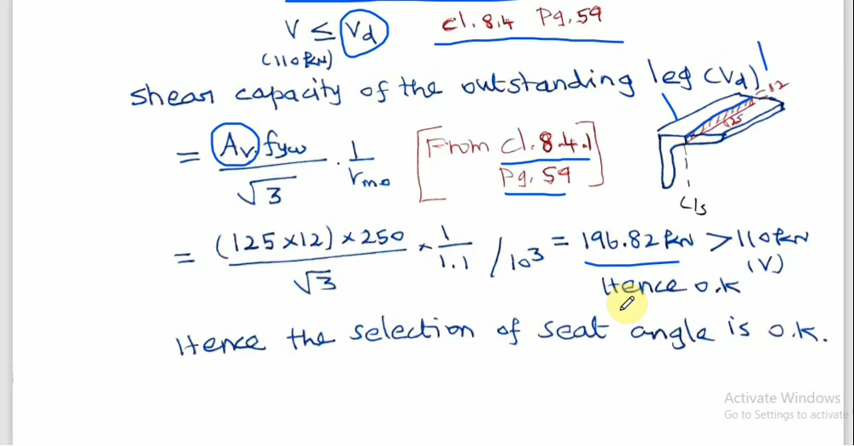 V ≤ Vd cl. 8.4 Pg. 59
(110 kN)
Shear capacity of the outstanding leg (Vd)
= Av fyw / √3 · 1 / γmo [From cl. 8.4.1 Pg. 59]
12
125
C/s
= (125 × 12) × 250 / √3 × 1 / 1.1 / 10³ = 196.82 kN > 110 kN
(V)
Hence o.k
Hence the selection of seat angle is o.k.
Activate Windows
Go to Settings to activate